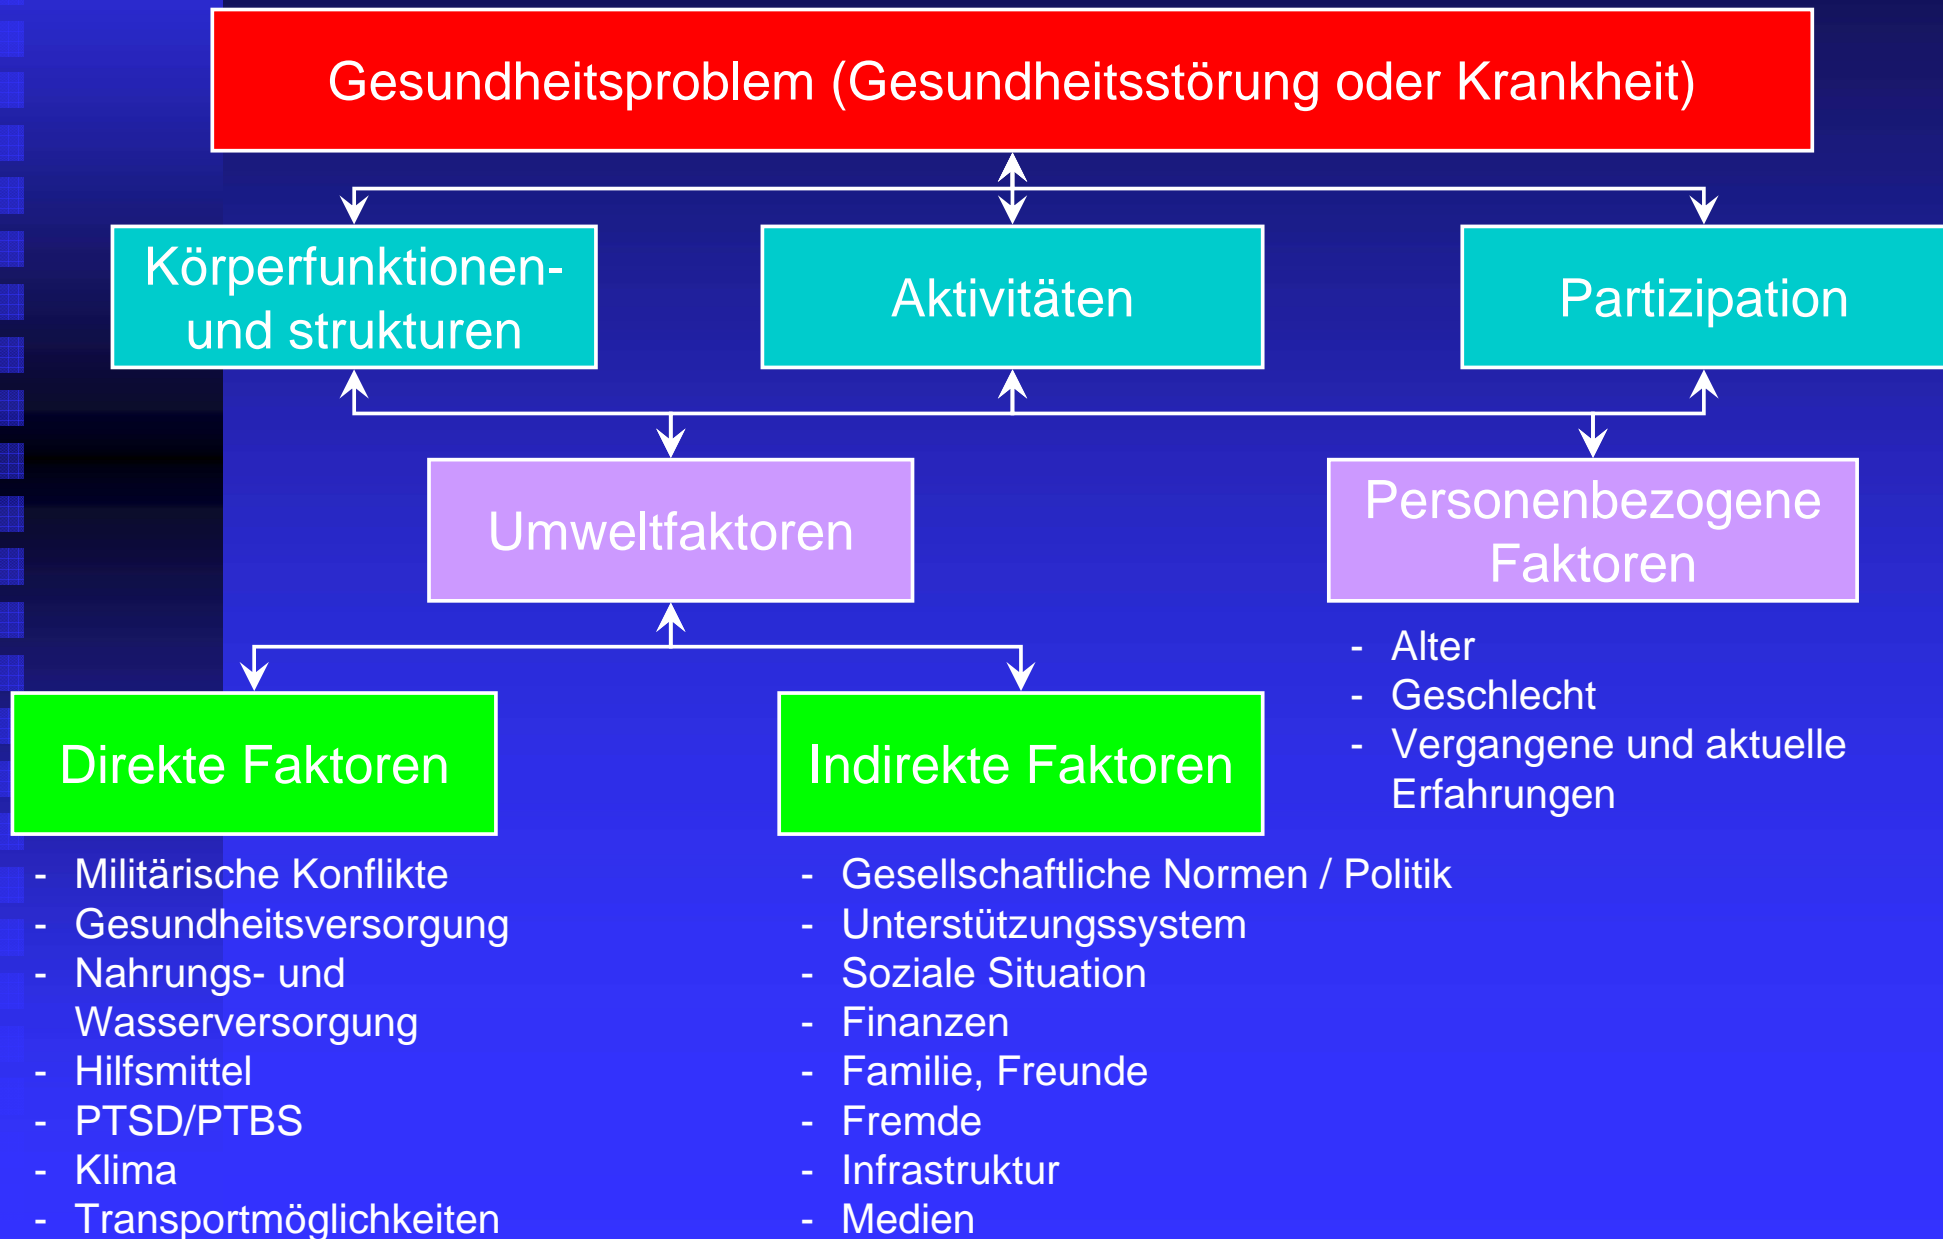 Gesundheitsproblem (Gesundheitsstörung oder Krankheit)
Körperfunktionen-
und strukturen
Aktivitäten
Partizipation
Umweltfaktoren
Personenbezogene
Faktoren
- Alter
- Geschlecht
- Vergangene und aktuelle
Erfahrungen
Direkte Faktoren
- Militärische Konflikte
- Gesundheitsversorgung
- Nahrungs- und
Wasserversorgung
- Hilfsmittel
- PTSD/PTBS
- Klima
- Transportmöglichkeiten
Indirekte Faktoren
- Gesellschaftliche Normen / Politik
- Unterstützungssystem
- Soziale Situation
- Finanzen
- Familie, Freunde
- Fremde
- Infrastruktur
- Medien